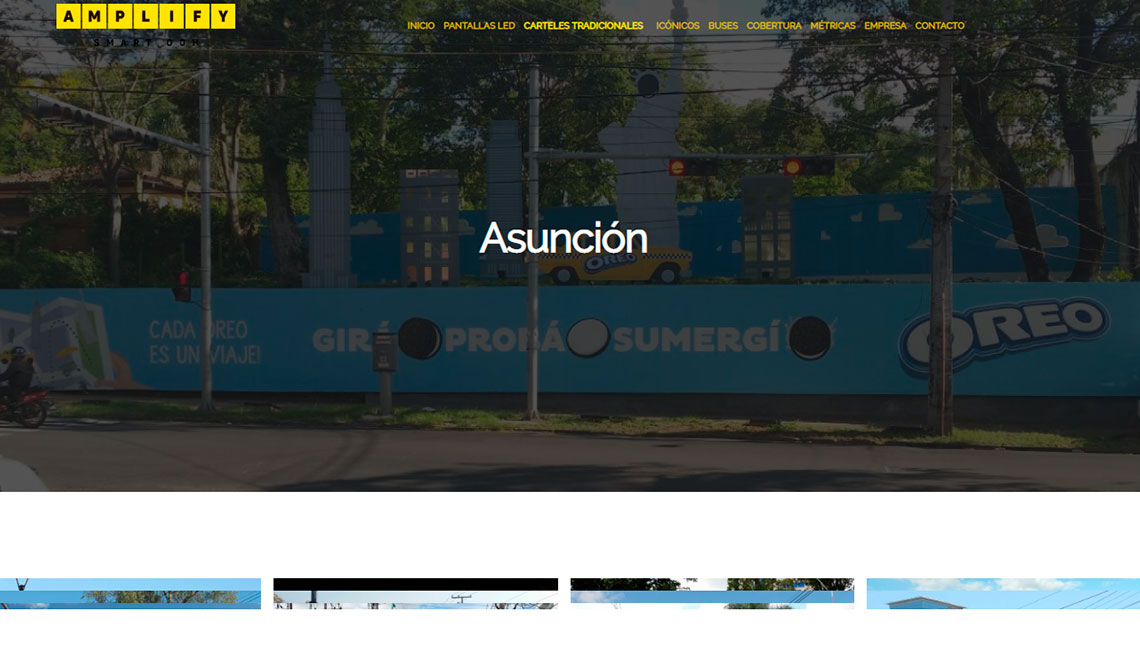 AMPLIFY
SMART OOH
INICIO PANTALLAS LED CARTELES TRADICIONALES ICÓNICOS BUSES COBERTURA MÉTRICAS EMPRESA CONTACTO
Asunción
OREO
CADA OREO
ES UN VIAJE!
GIRÁ PROBÁ SUMERGÍ
OREO